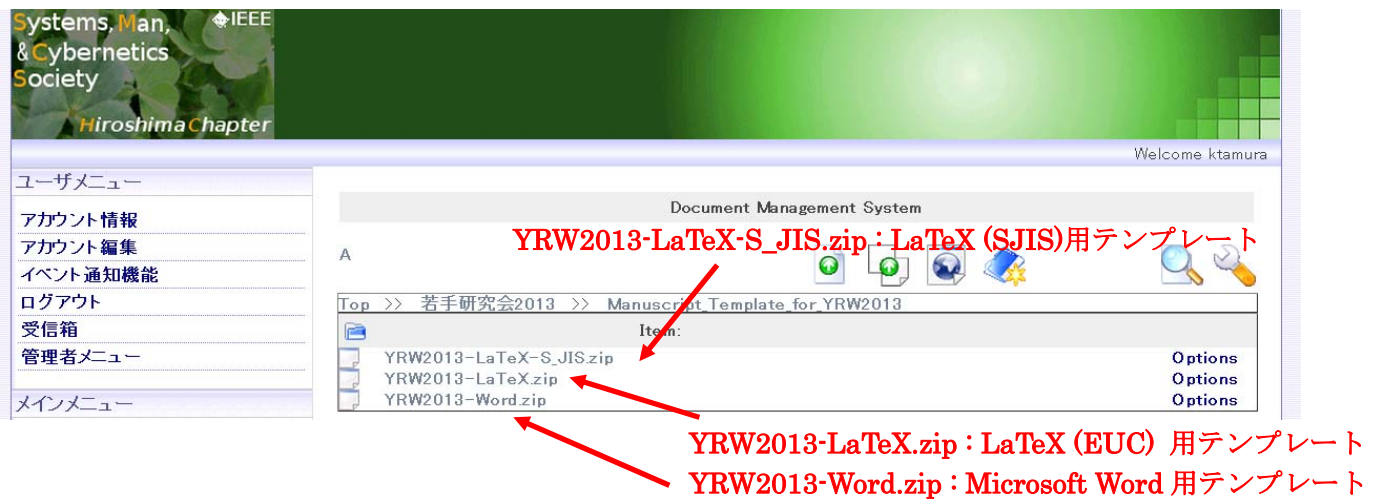 Systems, Man, IEEE
& Cybernetics
Society
Hiroshima Chapter
Welcome ktamura
ユーザメニュー
アカウント情報
アカウント編集
イベント通知機能
ログアウト
受信箱
管理者メニュー
メインメニュー
Document Management System
YRW2013-LaTeX-S_JIS.zip : LaTeX (SJIS)用テンプレート
A
Top >> 若手研究会2013 >> Manuscript_Template_for_YRW2013
Item:
YRW2013-LaTeX-S_JIS.zip Options
YRW2013-LaTeX.zip Options
YRW2013-Word.zip Options
YRW2013-LaTeX.zip : LaTeX (EUC) 用テンプレート
YRW2013-Word.zip : Microsoft Word 用テンプレート